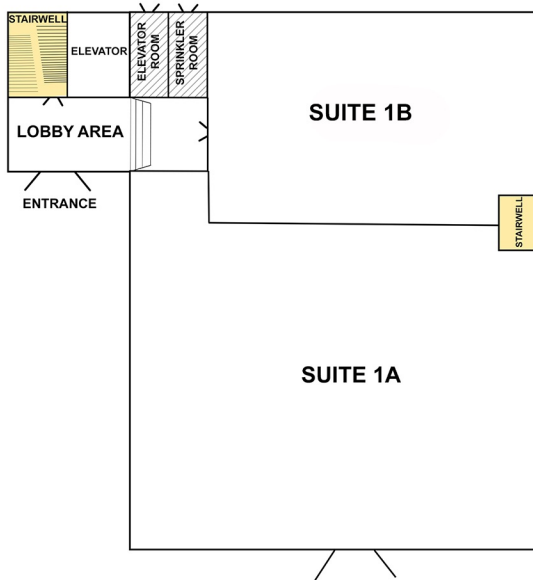 STAIRWELL
ELEVATOR
ELEVATOR
ROOM
SPRINKLER
ROOM
SUITE 1B
LOBBY AREA
ENTRANCE
STAIRWELL
SUITE 1A